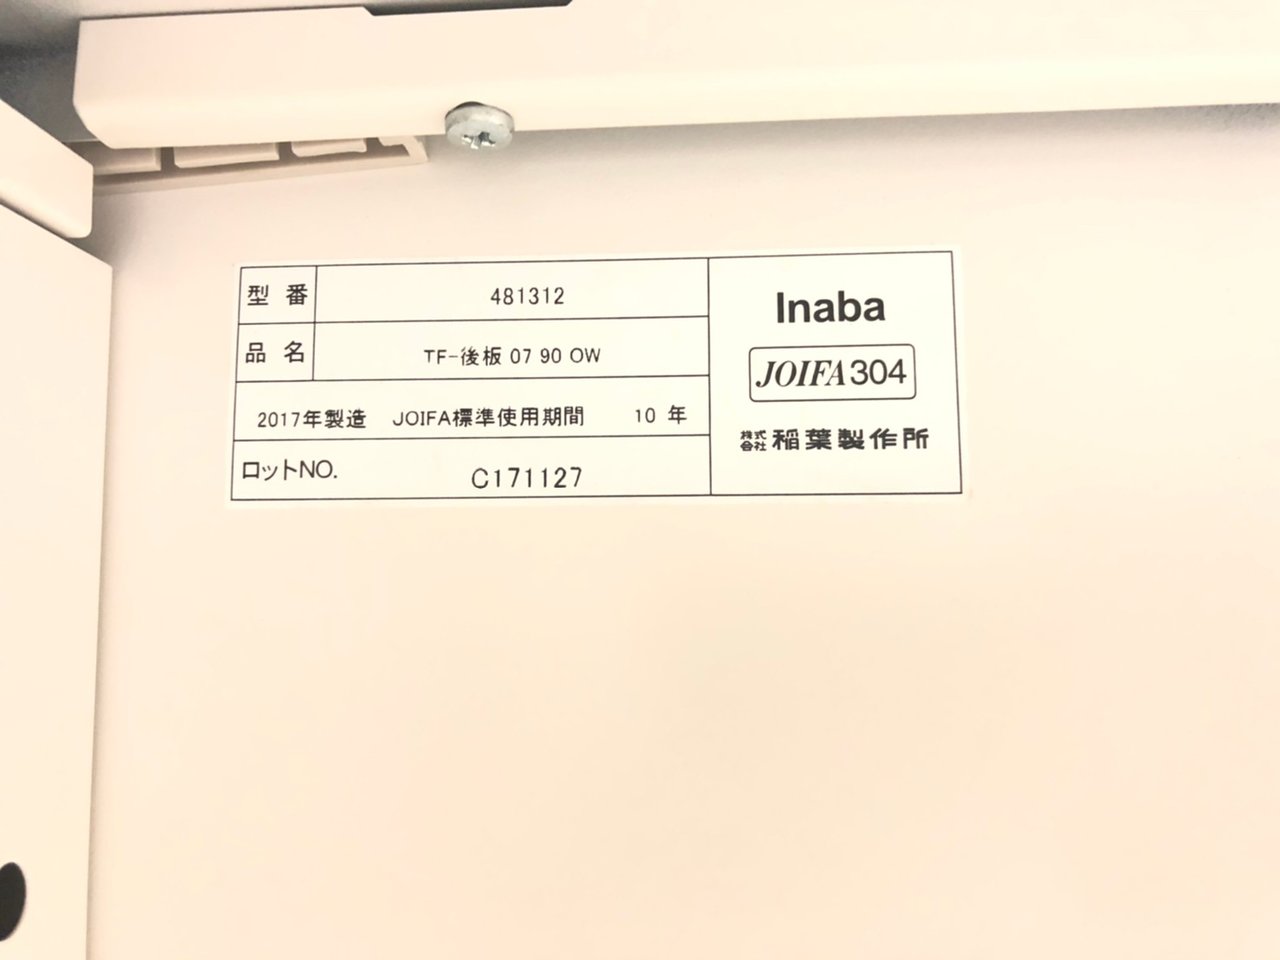 型番 481312
品名 TF-後板 07 90 OW
2017年製造 JOIFA標準使用期間 10 年
ロットNO. C171127
Inaba
JOIFA304
株式会社 稲葉製作所